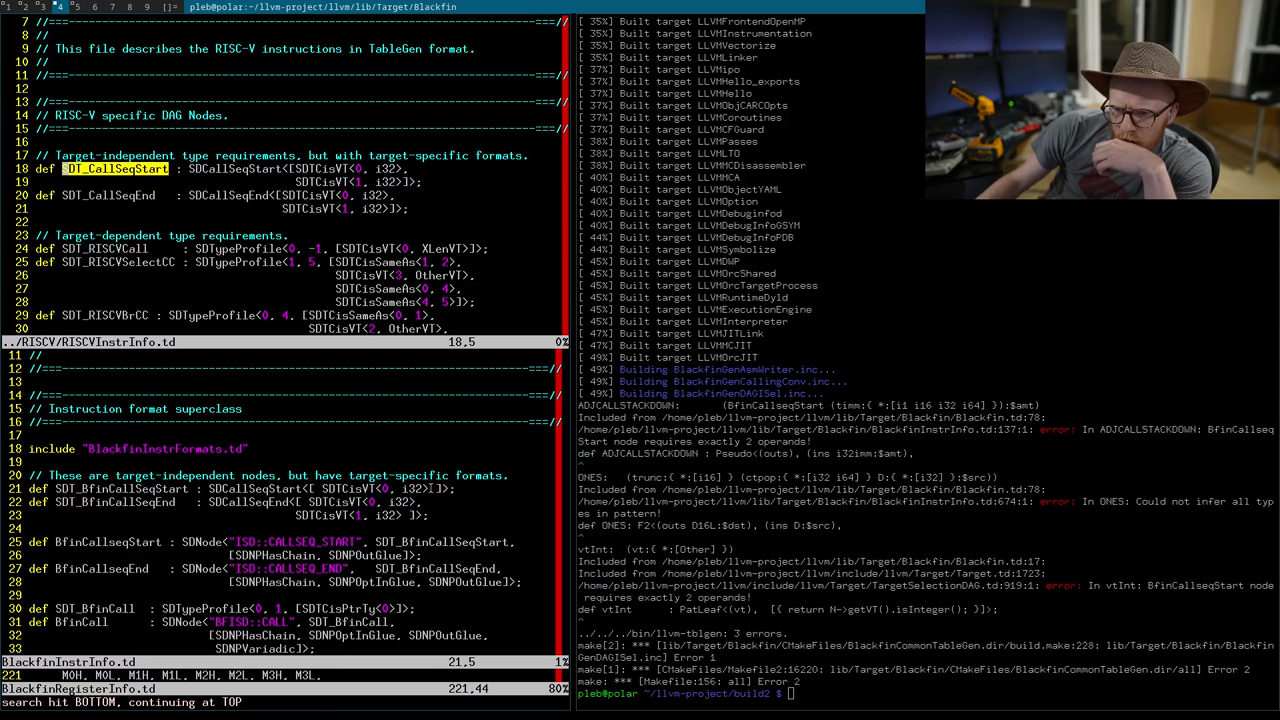 1 2 3 4 5 6 7 8 9 []= pleb@polar:~/llvm-project/llvm/lib/Target/Blackfin
7 //===----------------------------------------------------------------------===//
8 //
9 // This file describes the RISC-V instructions in TableGen format.
10 //
11 //===----------------------------------------------------------------------===//
12
13 //===----------------------------------------------------------------------===//
14 // RISC-V specific DAG Nodes.
15 //===----------------------------------------------------------------------===//
16
17 // Target-independent type requirements, but with target-specific formats.
18 def SDT_CallSeqStart : SDCallSeqStart<[SDTCisVT<0, i32>,
19 SDTCisVT<1, i32>]>;
20 def SDT_CallSeqEnd   : SDCallSeqEnd<[SDTCisVT<0, i32>,
21 SDTCisVT<1, i32>]>;
22
23 // Target-dependent type requirements.
24 def SDT_RISCVCall     : SDTypeProfile<0, -1, [SDTCisVT<0, XLenVT>]>;
25 def SDT_RISCVSelectCC : SDTypeProfile<1, 5, [SDTCisSameAs<1, 2>,
26 SDTCisVT<3, OtherVT>,
27 SDTCisSameAs<0, 4>,
28 SDTCisSameAs<4, 5>]>;
29 def SDT_RISCVBrCC : SDTypeProfile<0, 4, [SDTCisSameAs<0, 1>,
30 SDTCisVT<2, OtherVT>,
../RISCV/RISCVInstrInfo.td 18,5 0%
11 //
12 //===----------------------------------------------------------------------===//
13
14 //===----------------------------------------------------------------------===//
15 // Instruction format superclass
16 //===----------------------------------------------------------------------===//
17
18 include "BlackfinInstrFormats.td"
19
20 // These are target-independent nodes, but have target-specific formats.
21 def SDT_BfinCallSeqStart : SDCallSeqStart<[ SDTCisVT<0, i32>]>;
22 def SDT_BfinCallSeqEnd   : SDCallSeqEnd<[ SDTCisVT<0, i32>,
23 SDTCisVT<1, i32> ]>;
24
25 def BfinCallseqStart : SDNode<"ISD::CALLSEQ_START", SDT_BfinCallSeqStart,
26 [SDNPHasChain, SDNPOutGlue]>;
27 def BfinCallseqEnd   : SDNode<"ISD::CALLSEQ_END",   SDT_BfinCallSeqEnd,
28 [SDNPHasChain, SDNPOptInGlue, SDNPOutGlue]>;
29
30 def SDT_BfinCall  : SDTypeProfile<0, 1, [SDTCisPtrTy<0>]>;
31 def BfinCall      : SDNode<"BFISD::CALL", SDT_BfinCall,
32 [SDNPHasChain, SDNPOptInGlue, SDNPOutGlue,
33 SDNPVariadic]>;
BlackfinInstrInfo.td 21,5 1%
221 M0H, M0L, M1H, M1L, M2H, M2L, M3H, M3L,
BlackfinRegisterInfo.td 221,44 80%
search hit BOTTOM, continuing at TOP
[ 35%] Built target LLVMFrontendOpenMP
[ 35%] Built target LLVMInstrumentation
[ 35%] Built target LLVMVectorize
[ 35%] Built target LLVMLinker
[ 37%] Built target LLVMipo
[ 37%] Built target LLVMHello_exports
[ 37%] Built target LLVMHello
[ 37%] Built target LLVMObjCARCOpts
[ 37%] Built target LLVMCoroutines
[ 37%] Built target LLVMCFGuard
[ 38%] Built target LLVMPasses
[ 38%] Built target LLVMLTO
[ 38%] Built target LLVMMCDisassembler
[ 40%] Built target LLVMMCA
[ 40%] Built target LLVMObjectYAML
[ 40%] Built target LLVMOption
[ 40%] Built target LLVMDebuginfod
[ 40%] Built target LLVMDebugInfoGSYM
[ 44%] Built target LLVMDebugInfoPDB
[ 44%] Built target LLVMSymbolize
[ 45%] Built target LLVMDWP
[ 45%] Built target LLVMOrcShared
[ 45%] Built target LLVMOrcTargetProcess
[ 45%] Built target LLVMRuntimeDyld
[ 45%] Built target LLVMExecutionEngine
[ 45%] Built target LLVMInterpreter
[ 47%] Built target LLVMJITLink
[ 47%] Built target LLVMMCJIT
[ 49%] Built target LLVMOrcJIT
[ 49%] Building BlackfinGenAsmWriter.inc...
[ 49%] Building BlackfinGenCallingConv.inc...
[ 49%] Building BlackfinGenDAGISel.inc...
ADJCALLSTACKDOWN:       (BfinCallseqStart (timm:{ *:[i1 i16 i32 i64] }):$amt)
Included from /home/pleb/llvm-project/llvm/lib/Target/Blackfin/Blackfin.td:78:
/home/pleb/llvm-project/llvm/lib/Target/Blackfin/BlackfinInstrInfo.td:137:1: error: In ADJCALLSTACKDOWN: BfinCallseq
Start node requires exactly 2 operands!
def ADJCALLSTACKDOWN : Pseudo<(outs), (ins i32imm:$amt),
^
ONES:   (trunc:{ *:[i16] } (ctpop:{ *:[i32 i64] } D:{ *:[i32] }:$src))
Included from /home/pleb/llvm-project/llvm/lib/Target/Blackfin/Blackfin.td:78:
/home/pleb/llvm-project/llvm/lib/Target/Blackfin/BlackfinInstrInfo.td:674:1: error: In ONES: Could not infer all typ
es in pattern!
def ONES: F2<(outs D16L:$dst), (ins D:$src),
^
vtInt:  (vt:{ *:[Other] })
Included from /home/pleb/llvm-project/llvm/lib/Target/Blackfin/Blackfin.td:17:
Included from /home/pleb/llvm-project/llvm/include/llvm/Target/Target.td:1723:
/home/pleb/llvm-project/llvm/include/llvm/Target/TargetSelectionDAG.td:919:1: error: In vtInt: BfinCallseqStart node
requires exactly 2 operands!
def vtInt      : PatLeaf<(vt),  [{ return N->getVT().isInteger(); }]>;
^
../../../bin/llvm-tblgen: 3 errors.
make[2]: *** [lib/Target/Blackfin/CMakeFiles/BlackfinCommonTableGen.dir/build.make:228: lib/Target/Blackfin/Blackfin
GenDAGISel.inc] Error 1
make[1]: *** [CMakeFiles/Makefile2:16220: lib/Target/Blackfin/CMakeFiles/BlackfinCommonTableGen.dir/all] Error 2
make: *** [Makefile:156: all] Error 2
pleb@polar ~/llvm-project/build2 $